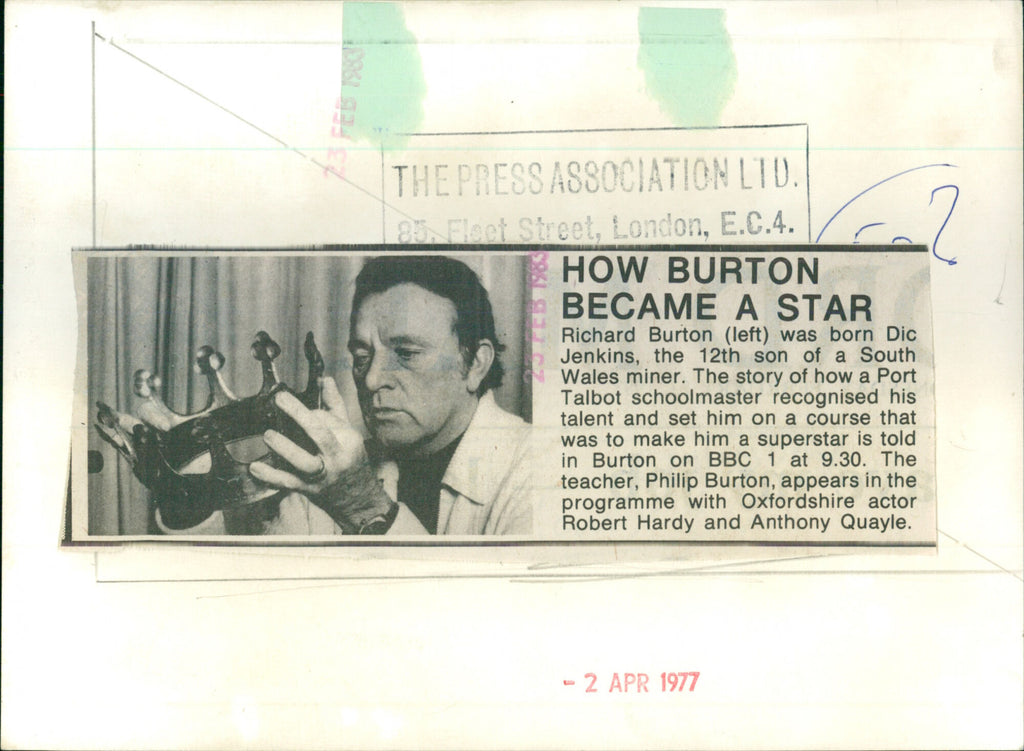 23 FEB 1983
THE PRESS ASSOCIATION LTD.
85, Fleet Street, London, E.C.4.
23 FEB 1983
HOW BURTON
BECAME A STAR
Richard Burton (left) was born Dic
Jenkins, the 12th son of a South
Wales miner. The story of how a Port
Talbot schoolmaster recognised his
talent and set him on a course that
was to make him a superstar is told
in Burton on BBC 1 at 9.30. The
teacher, Philip Burton, appears in the
programme with Oxfordshire actor
Robert Hardy and Anthony Quayle.
- 2 APR 1977